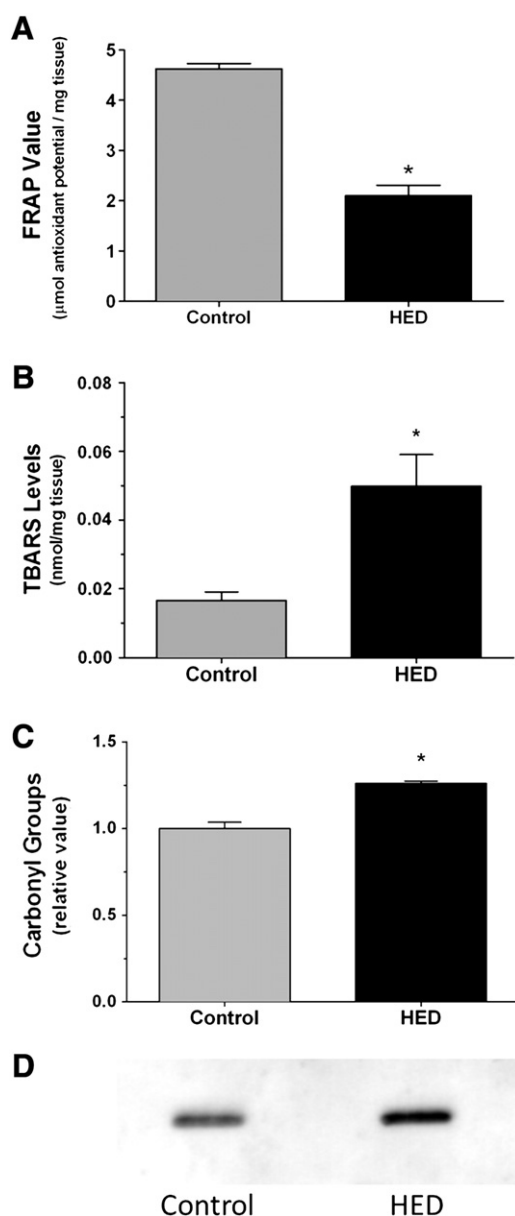 A
FRAP Value
(µmol antioxidant potential / mg tissue)
5
4
3
2
1
0
*
Control HED
B
TBARS Levels
(nmol/mg tissue)
0.08
0.06
0.04
0.02
0.00
*
Control HED
C
Carbonyl Groups
(relative value)
1.5
1.0
0.5
0.0
*
Control HED
D
Control HED